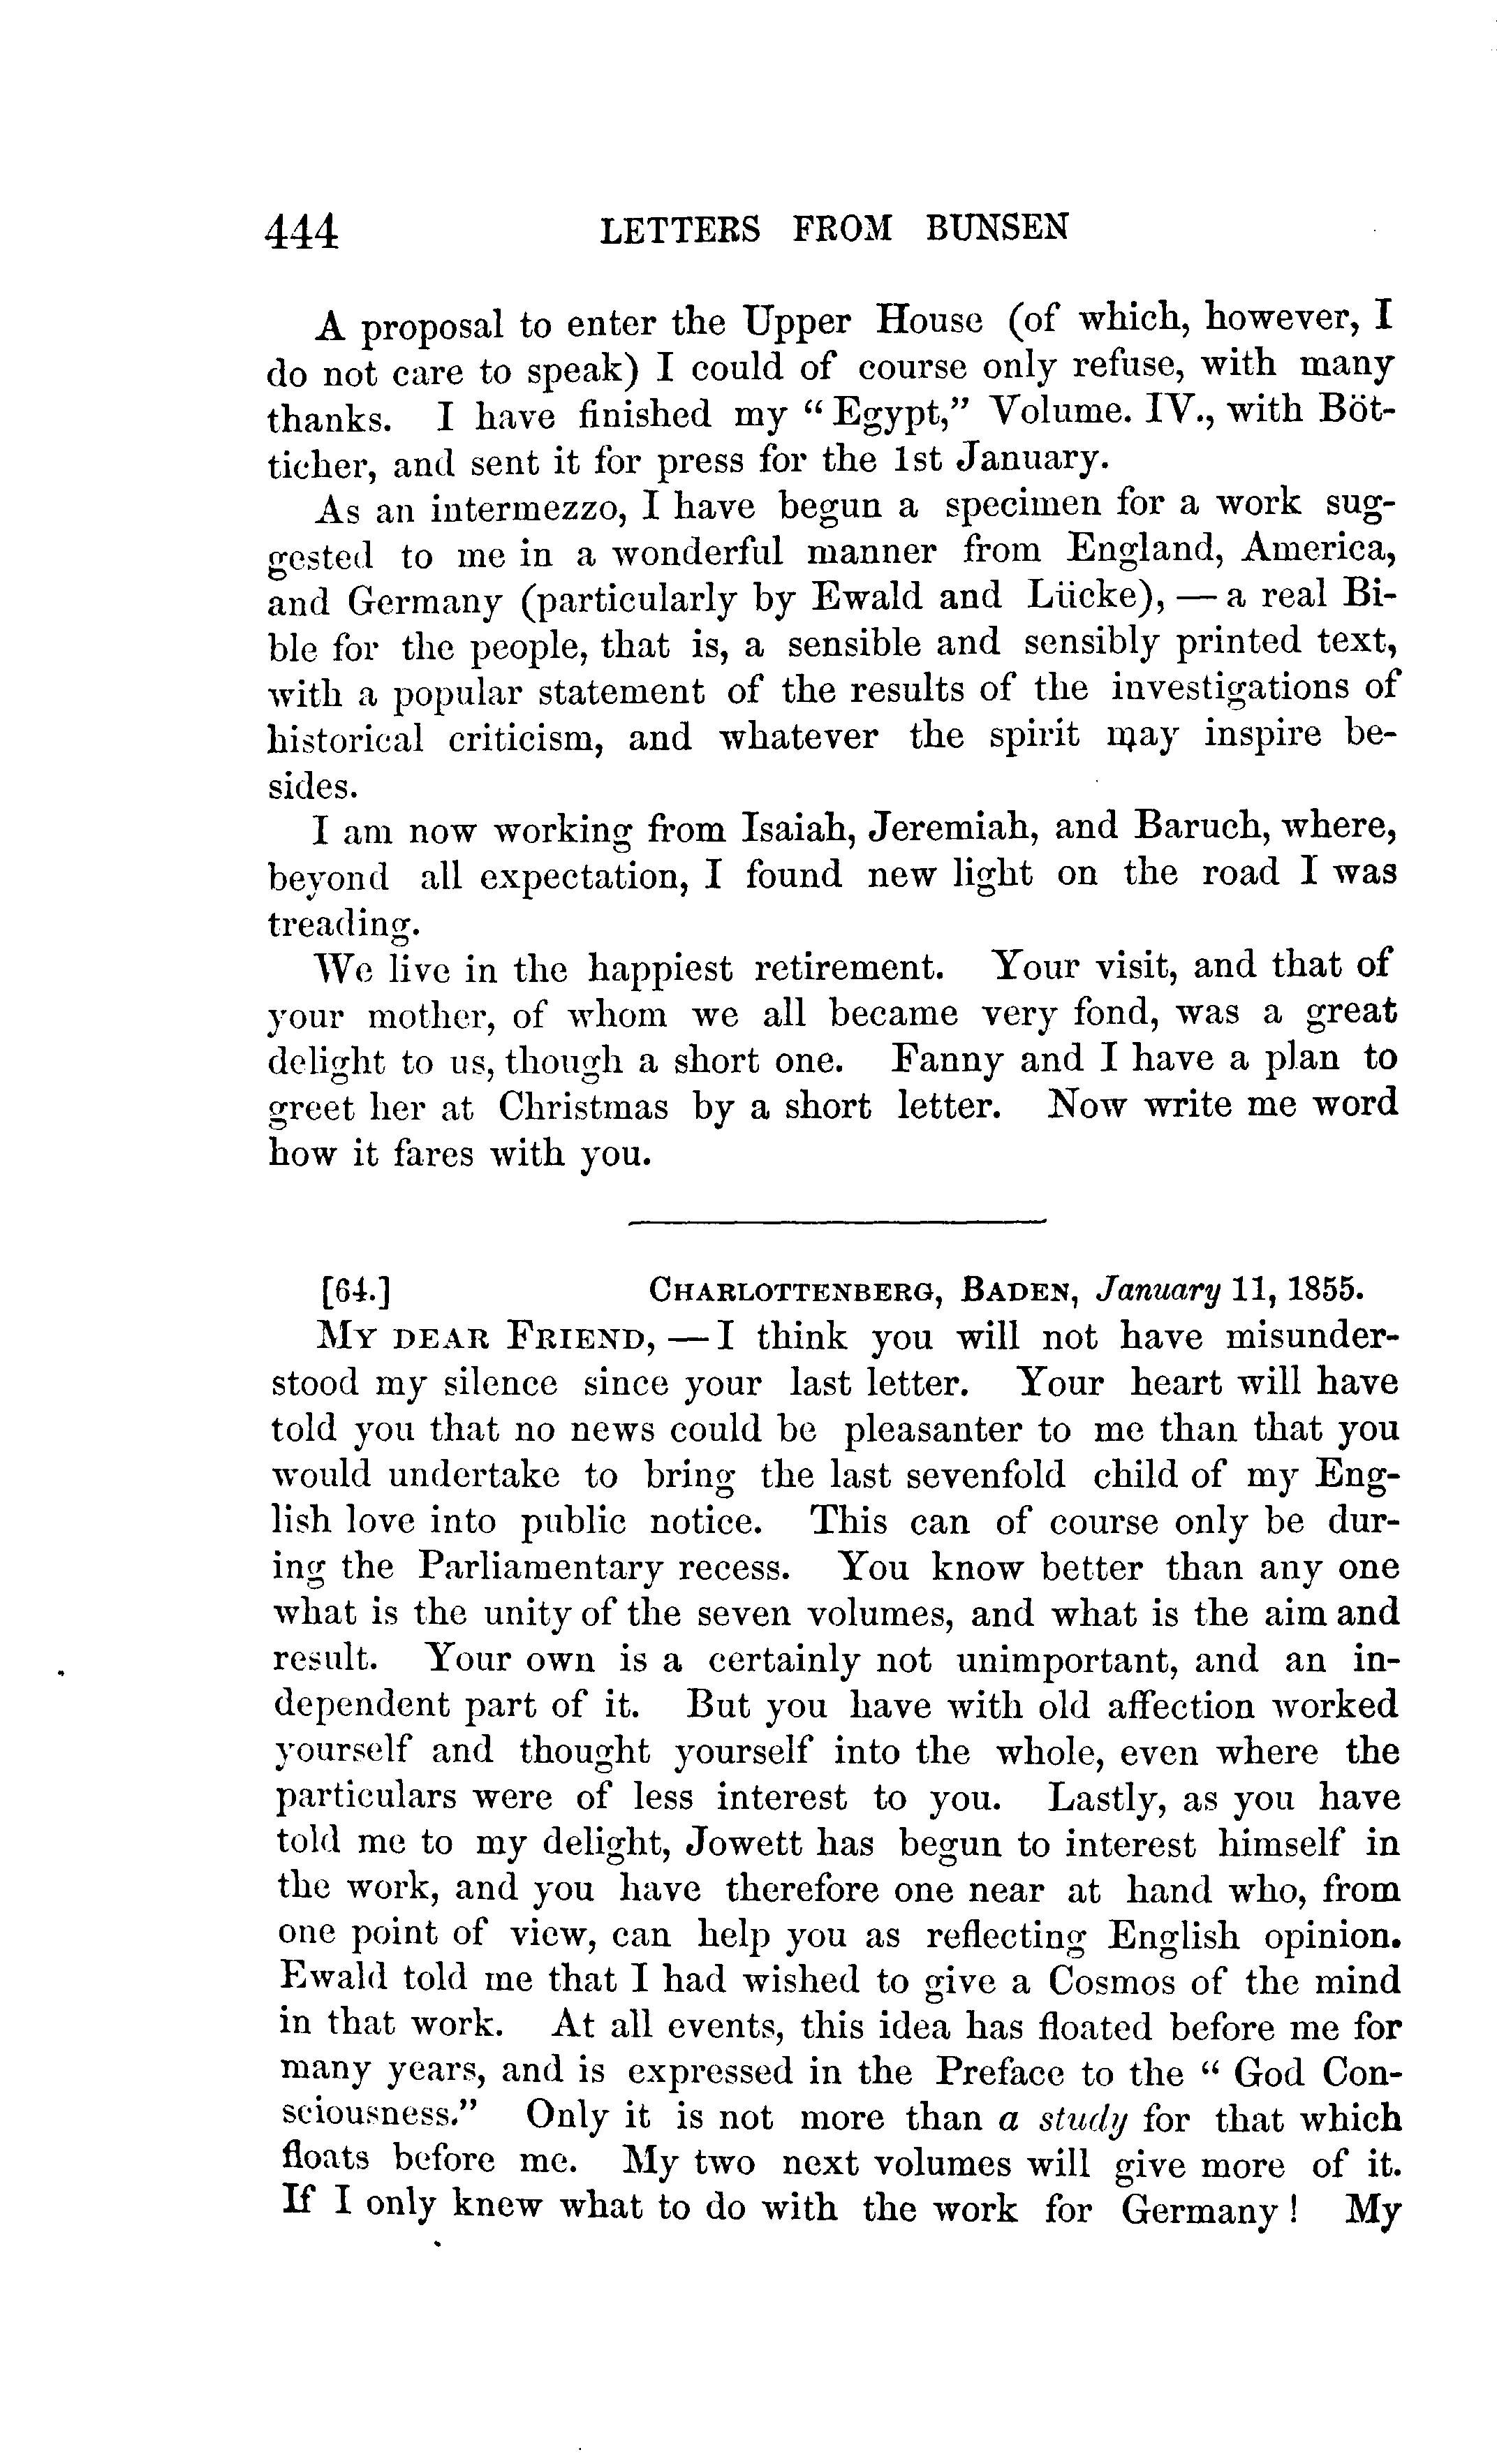 444 LETTERS FROM BUNSEN
A proposal to enter the Upper House (of which, however, I
do not care to speak) I could of course only refuse, with many
thanks. I have finished my “Egypt,” Volume. IV., with Böt-
ticher, and sent it for press for the 1st January.
As an intermezzo, I have begun a specimen for a work sug-
gested to me in a wonderful manner from England, America,
and Germany (particularly by Ewald and Lücke), — a real Bi-
ble for the people, that is, a sensible and sensibly printed text,
with a popular statement of the results of the investigations of
historical criticism, and whatever the spirit may inspire be-
sides.
I am now working from Isaiah, Jeremiah, and Baruch, where,
beyond all expectation, I found new light on the road I was
treading.
We live in the happiest retirement. Your visit, and that of
your mother, of whom we all became very fond, was a great
delight to us, though a short one. Fanny and I have a plan to
greet her at Christmas by a short letter. Now write me word
how it fares with you.
[64.] CHARLOTTENBERG, BADEN, January 11, 1855.
MY DEAR FRIEND, — I think you will not have misunder-
stood my silence since your last letter. Your heart will have
told you that no news could be pleasanter to me than that you
would undertake to bring the last sevenfold child of my Eng-
lish love into public notice. This can of course only be dur-
ing the Parliamentary recess. You know better than any one
what is the unity of the seven volumes, and what is the aim and
result. Your own is a certainly not unimportant, and an in-
dependent part of it. But you have with old affection worked
yourself and thought yourself into the whole, even where the
particulars were of less interest to you. Lastly, as you have
told me to my delight, Jowett has begun to interest himself in
the work, and you have therefore one near at hand who, from
one point of view, can help you as reflecting English opinion.
Ewald told me that I had wished to give a Cosmos of the mind
in that work. At all events, this idea has floated before me for
many years, and is expressed in the Preface to the “God Con-
sciousness.” Only it is not more than a study for that which
floats before me. My two next volumes will give more of it.
If I only knew what to do with the work for Germany! My